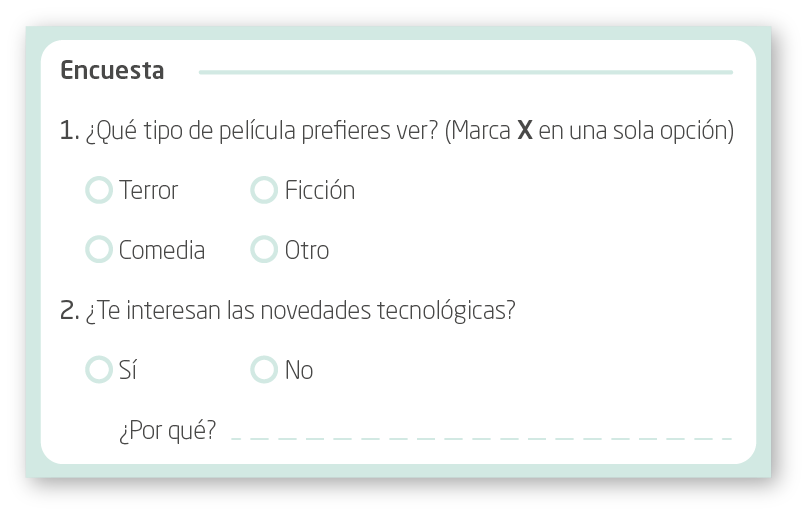 Encuesta
1. ¿Qué tipo de película prefieres ver? (Marca X en una sola opción)
Terror Ficción
Comedia Otro
2. ¿Te interesan las novedades tecnológicas?
Sí No
¿Por qué?